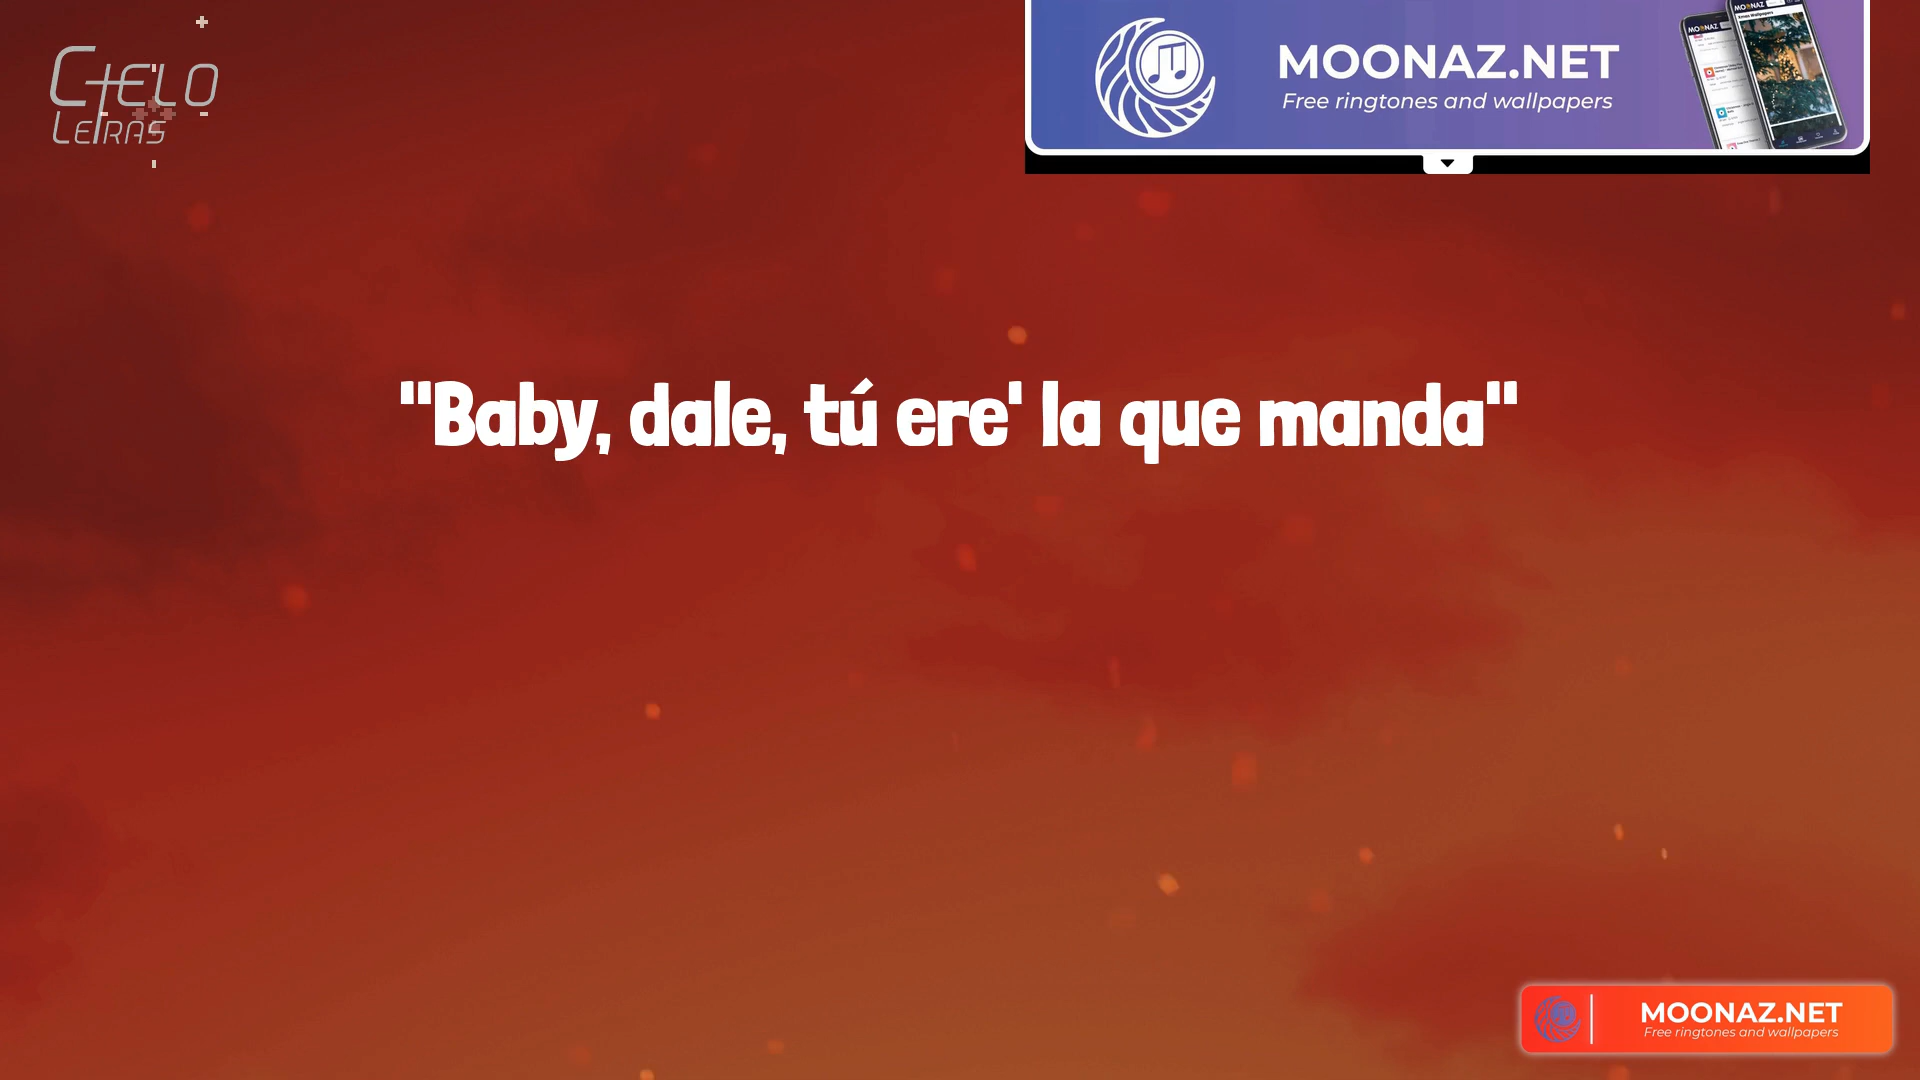 CIELO
LETRAS
MOONAZ.NET
Free ringtones and wallpapers
"Baby, dale, tú ere' la que manda"
MOONAZ.NET
Free ringtones and wallpapers